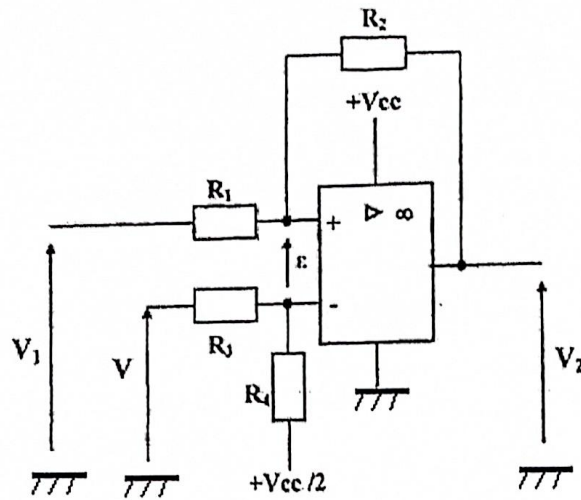 R₂
+Vcc
R₁
+
▷ ∞
ε
-
V₁
V
R₃
R₄
V₂
+Vcc/2